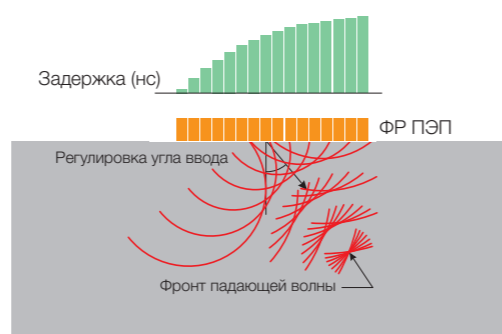 Задержка (нс)
ФР ПЭП
Регулировка угла ввода
Фронт падающей волны